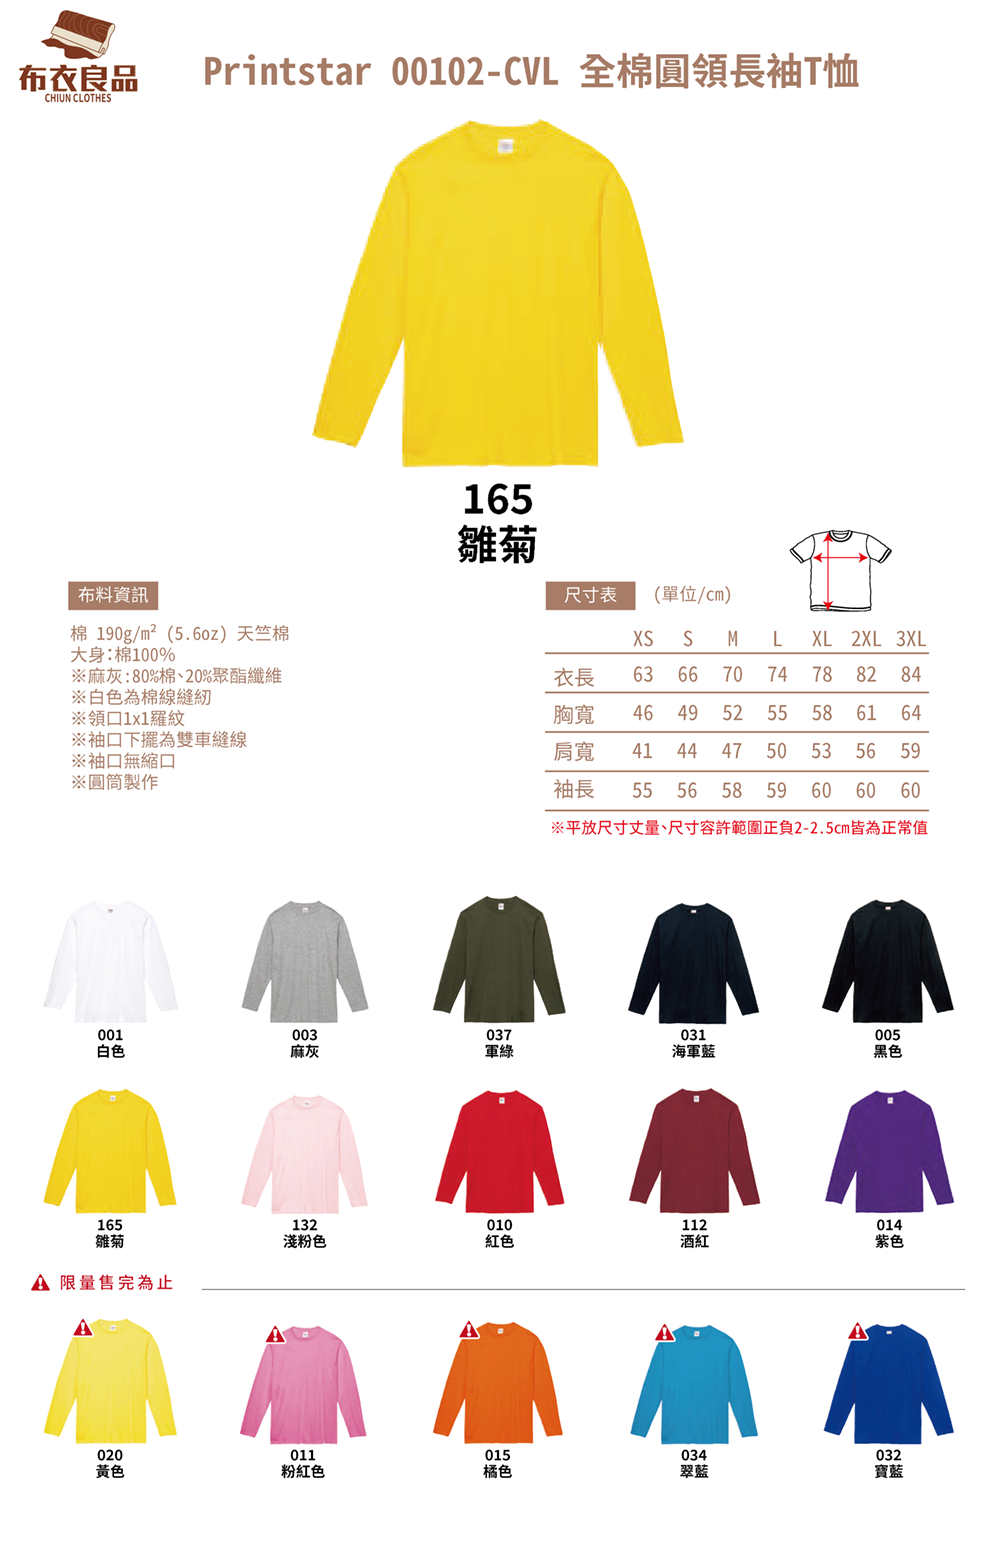 布衣良品
CHIUN CLOTHES
Printstar 00102-CVL 全棉圓領長袖T恤
165
雛菊
布料資訊
棉 190g/m² (5.6oz) 天竺棉
大身:棉100%
※麻灰:80%棉、20%聚酯纖維
※白色為棉線縫紉
※領口1x1羅紋
※袖口下擺為雙車縫線
※袖口無縮口
※圓筒製作
尺寸表 (單位/cm)
XS S M L XL 2XL 3XL
衣長 63 66 70 74 78 82 84
胸寬 46 49 52 55 58 61 64
肩寬 41 44 47 50 53 56 59
袖長 55 56 58 59 60 60 60
※平放尺寸丈量、尺寸容許範圍正負2-2.5cm皆為正常值
001 003 037 031 005
白色 麻灰 軍綠 海軍藍 黑色
165 132 010 112 014
雛菊 淺粉色 紅色 酒紅 紫色
限量售完為止
020 011 015 034 032
黃色 粉紅色 橘色 翠藍 寶藍